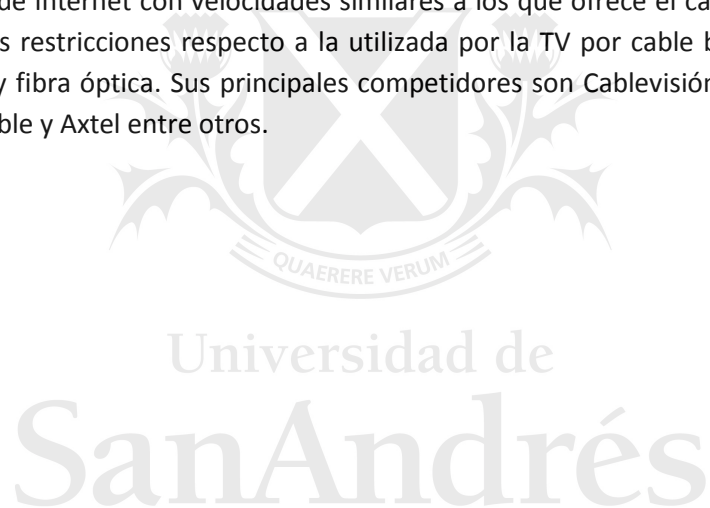 de Internet con velocidades similares a los que ofrece el
s restricciones respecto a la utilizada por la TV por cable
y fibra óptica. Sus principales competidores son Cablevisión
ble y Axtel entre otros.
QUAERERE VERUM
Universidad de
SanAndrés